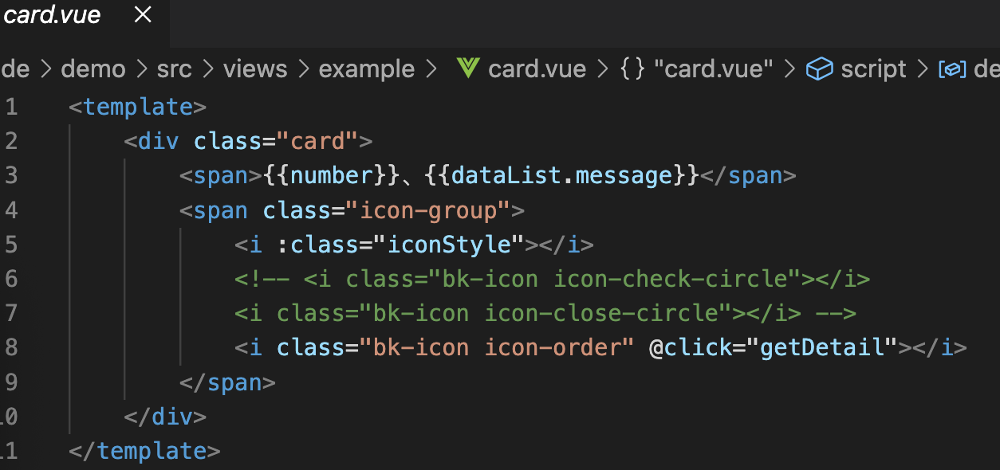 card.vue
de > demo > src > views > example > card.vue > {} "card.vue" > script > de
1 <template>
2 <div class="card">
3 <span>{{number}}、{{dataList.message}}</span>
4 <span class="icon-group">
5 <i :class="iconStyle"></i>
6 <!-- <i class="bk-icon icon-check-circle"></i>
7 <i class="bk-icon icon-close-circle"></i> -->
8 <i class="bk-icon icon-order" @click="getDetail"></i>
9 </span>
10 </div>
11 </template>